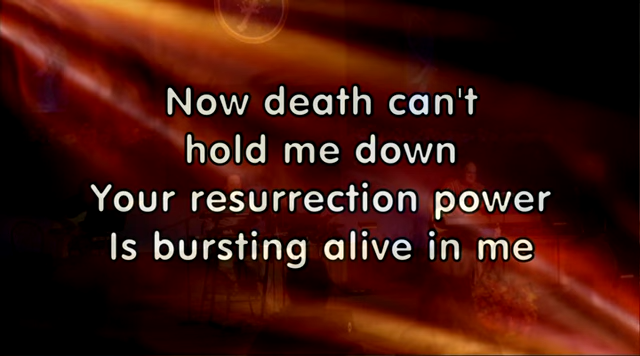 Now death can't
hold me down
Your resurrection power
Is bursting alive in me